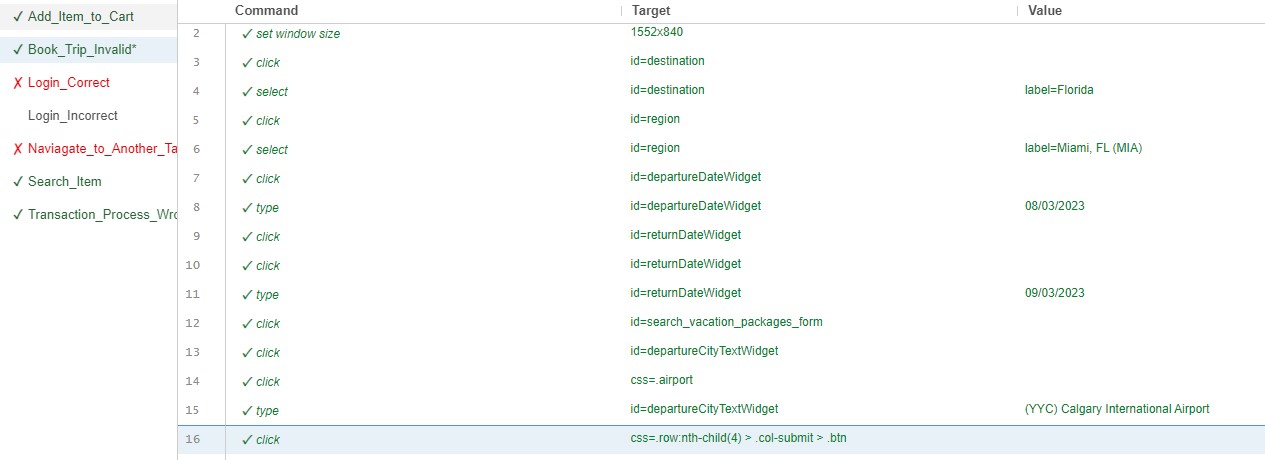 Command Target Value
✓ Add_Item_to_Cart
✓ Book_Trip_Invalid*
✗ Login_Correct
Login_Incorrect
✗ Naviagate_to_Another_Ta
✓ Search_Item
✓ Transaction_Process_Wro
2 ✓ set window size 1552x840
3 ✓ click id=destination
4 ✓ select id=destination label=Florida
5 ✓ click id=region
6 ✓ select id=region label=Miami, FL (MIA)
7 ✓ click id=departureDateWidget
8 ✓ type id=departureDateWidget 08/03/2023
9 ✓ click id=returnDateWidget
10 ✓ click id=returnDateWidget
11 ✓ type id=returnDateWidget 09/03/2023
12 ✓ click id=search_vacation_packages_form
13 ✓ click id=departureCityTextWidget
14 ✓ click css=.airport
15 ✓ type id=departureCityTextWidget (YYC) Calgary International Airport
16 ✓ click css=.row:nth-child(4) > .col-submit > .btn